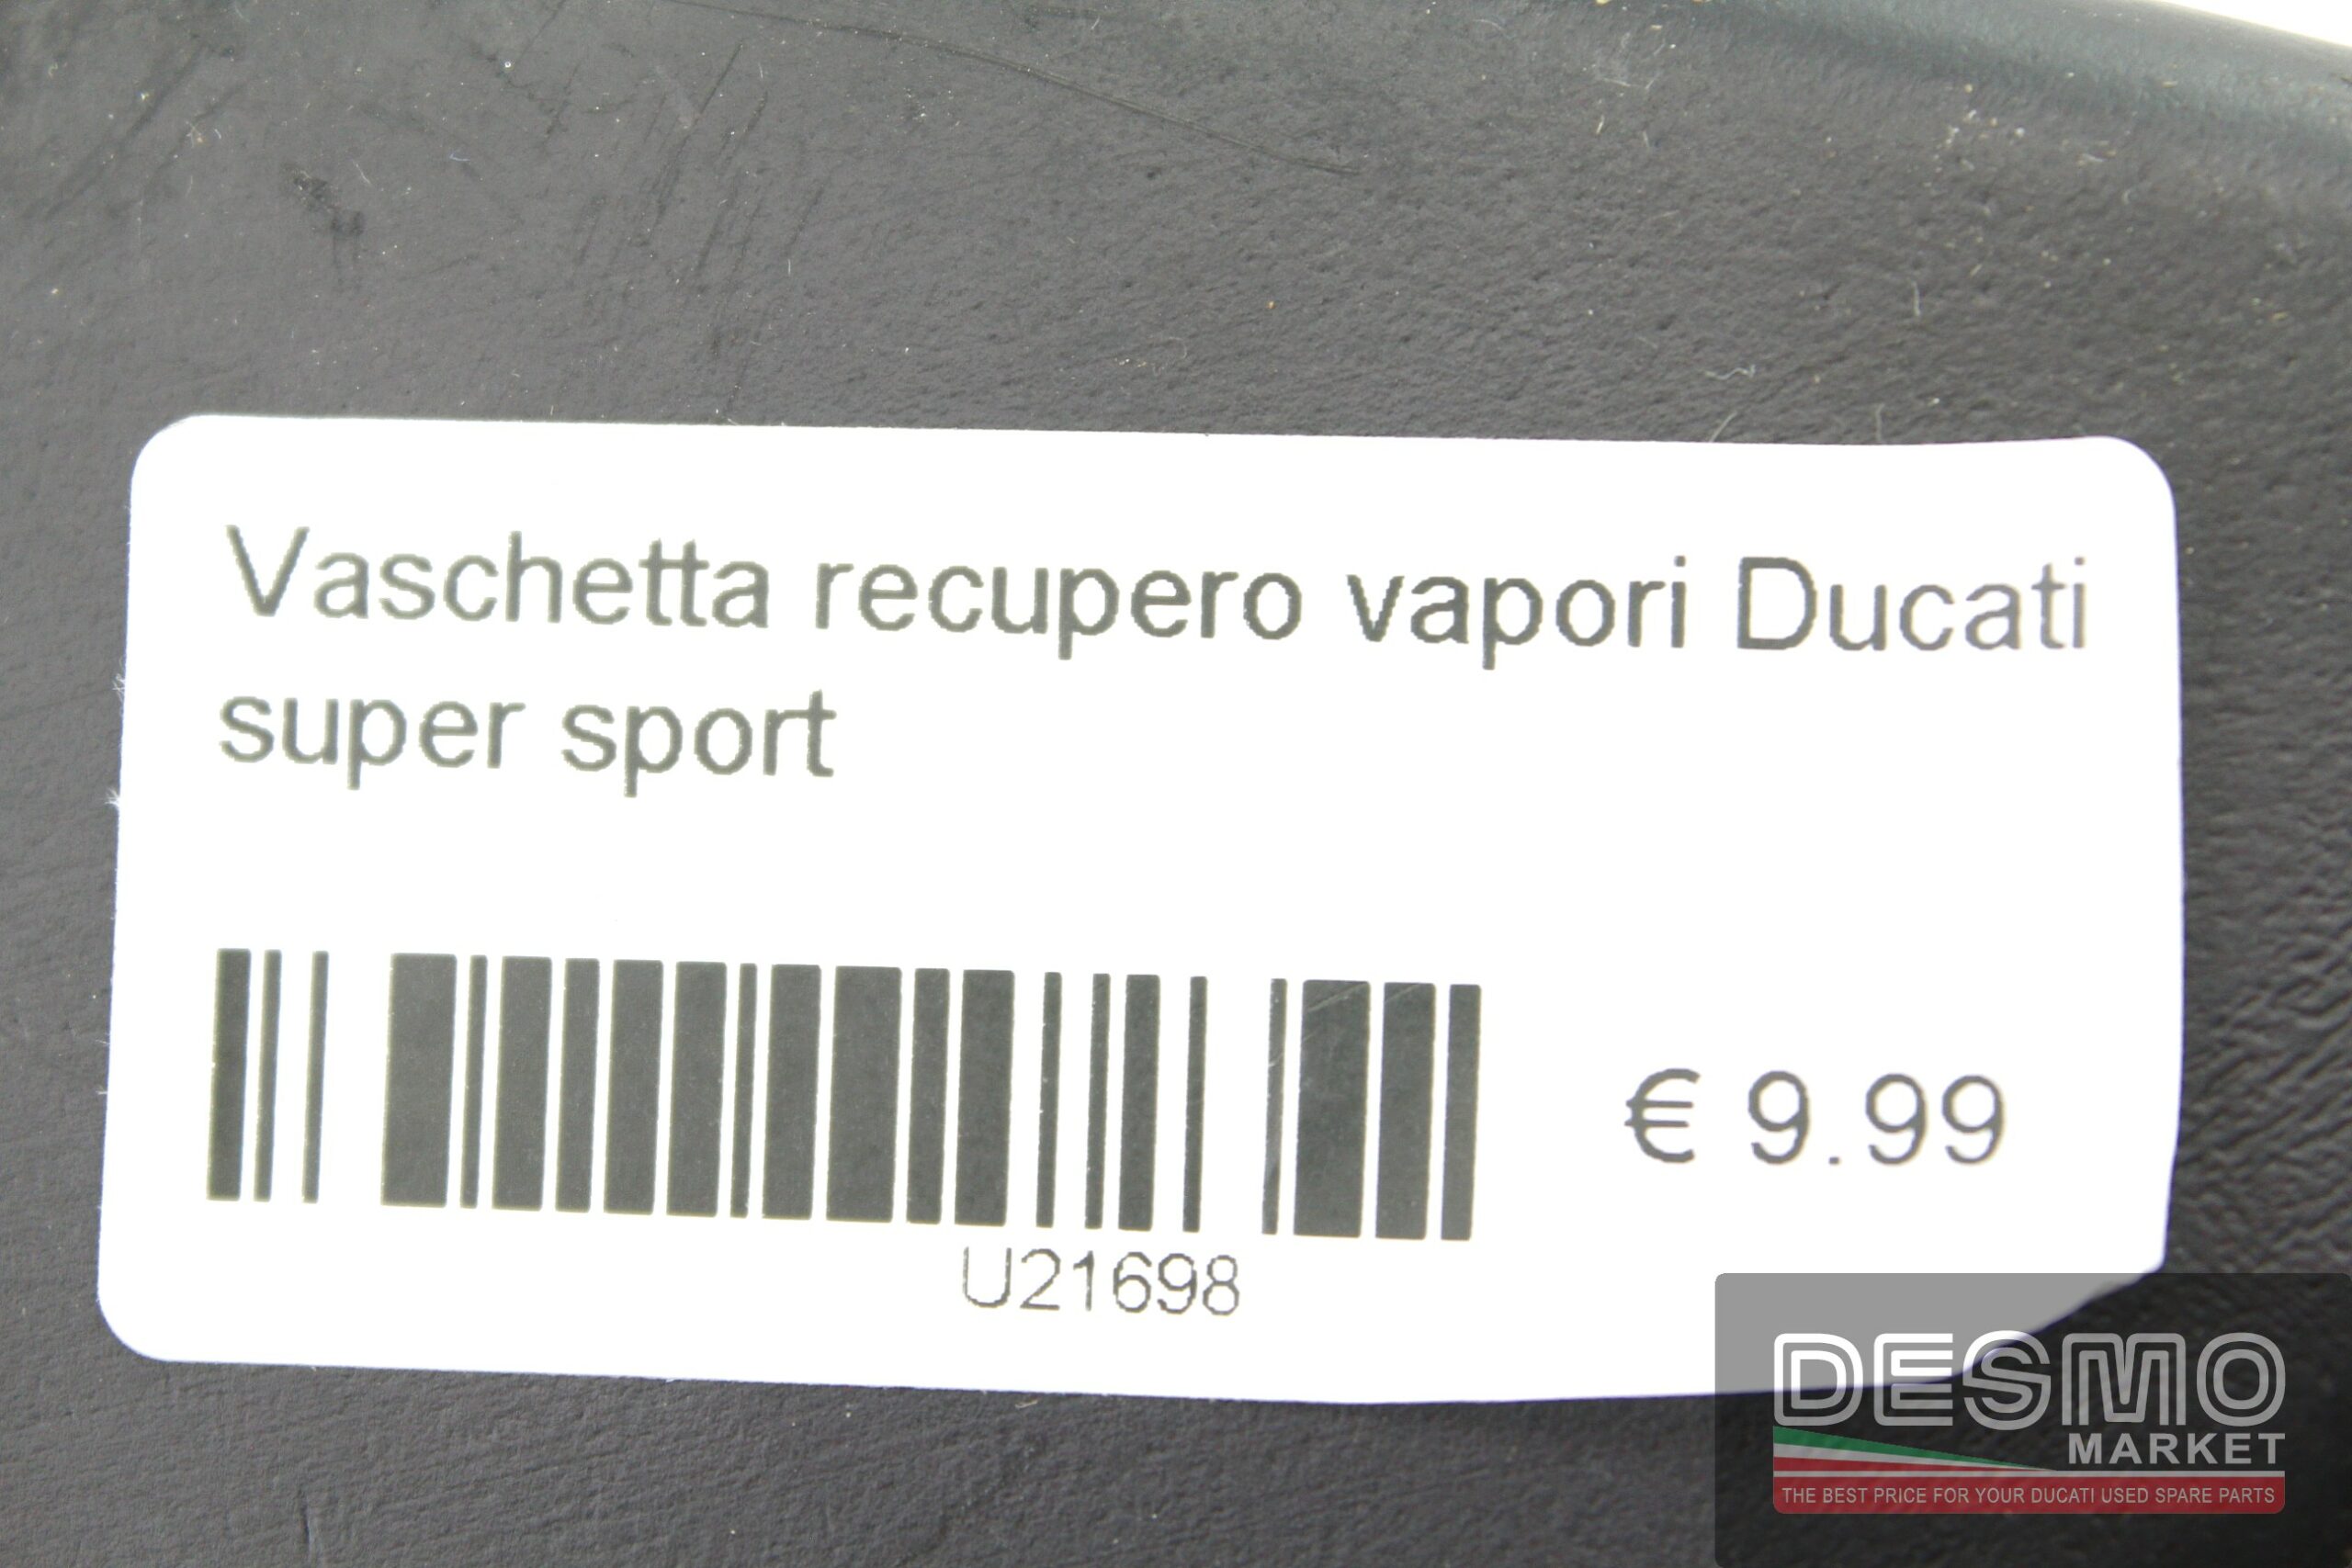 Vaschetta recupero vapori Ducati
super sport
€ 9.99
U21698
DESMO
MARKET
THE BEST PRICE FOR YOUR DUCATI USED SPARE PARTS